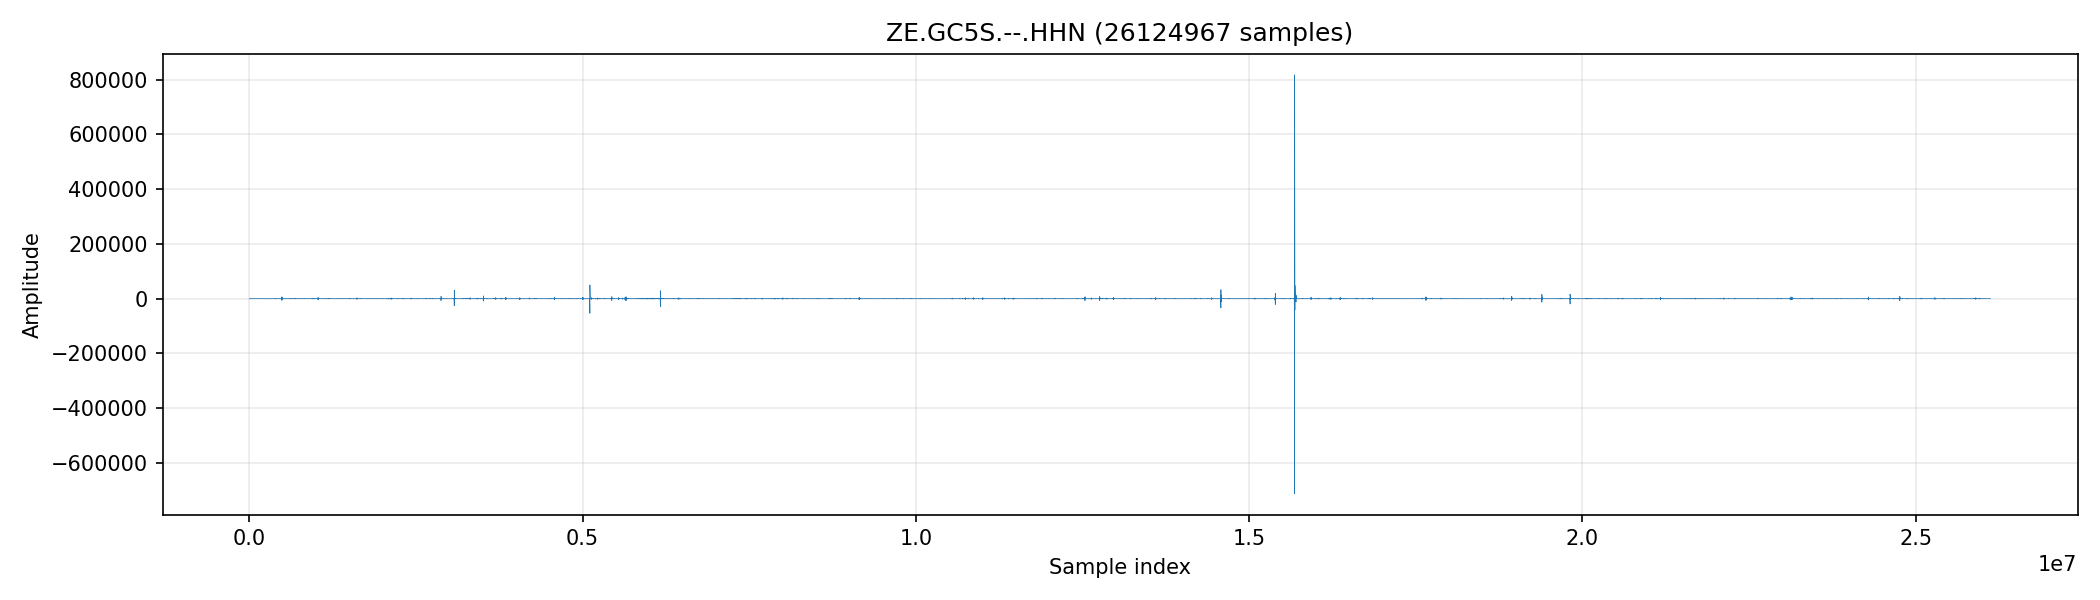 ZE.GC5S.--.HHN (26124967 samples)
Amplitude
800000
600000
400000
200000
0
−200000
−400000
−600000
0.0 0.5 1.0 1.5 2.0 2.5
1e7
Sample index